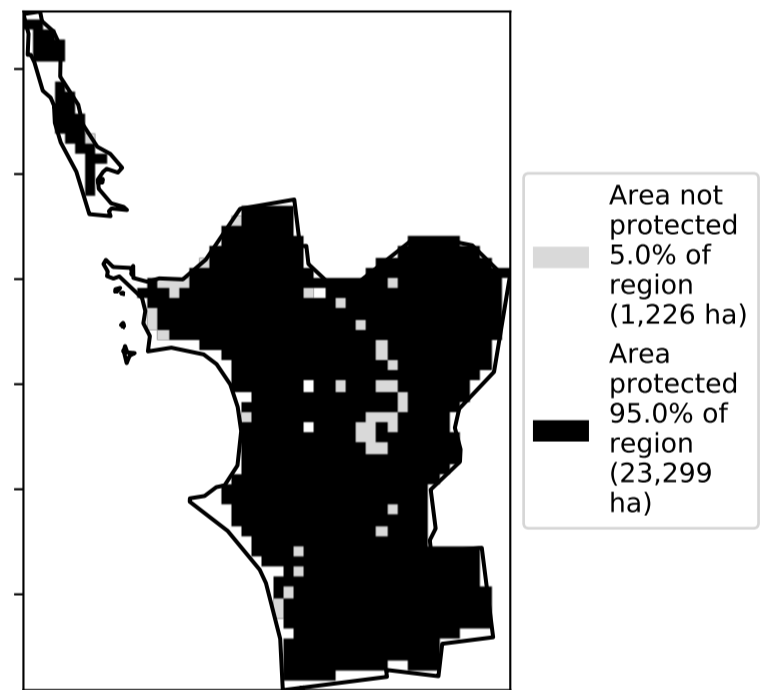 Area not
protected
5.0% of
region
(1,226 ha)
Area
protected
95.0% of
region
(23,299
ha)